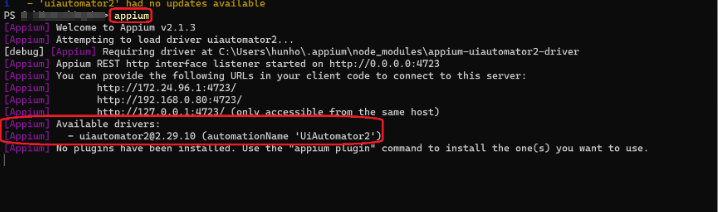 - 'uiautomator2' had no updates available
PS > appium
[Appium] Welcome to Appium v2.1.3
[Appium] Attempting to load driver uiautomator2...
[debug] [Appium] Requiring driver at C:\Users\hunho\.appium\node_modules\appium-uiautomator2-driver
[Appium] Appium REST http interface listener started on http://0.0.0.0:4723
[Appium] You can provide the following URLs in your client code to connect to this server:
http://172.24.96.1:4723/
http://192.168.0.80:4723/
http://127.0.0.1:4723/ (only accessible from the same host)
[Appium] Available drivers:
[Appium] - uiautomator2@2.29.10 (automationName 'UiAutomator2')
[Appium] No plugins have been installed. Use the "appium plugin" command to install the one(s) you want to use.